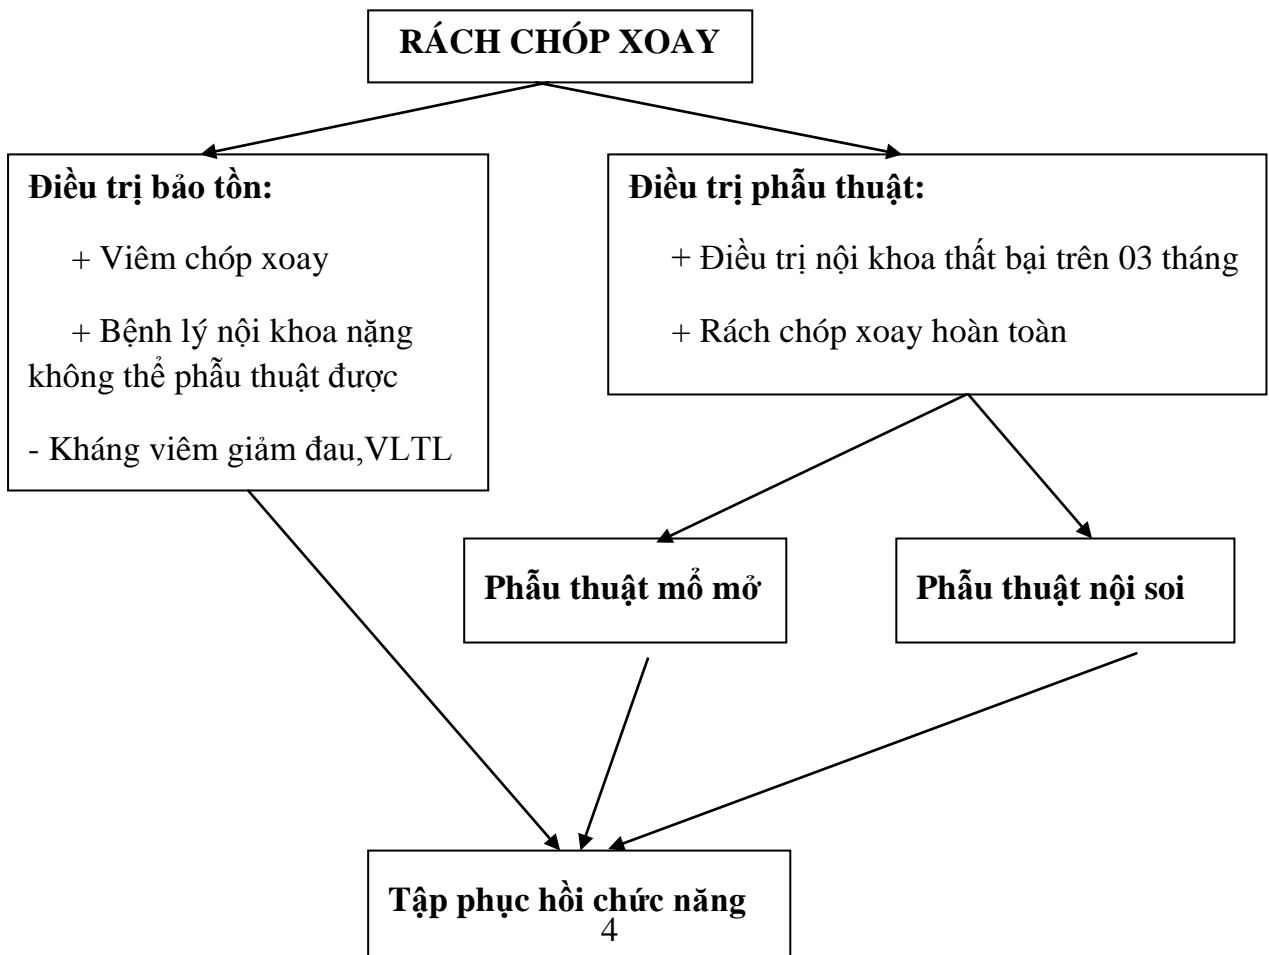 RÁCH CHÓP XOAY
Điều trị bảo tồn:
+ Viêm chóp xoay
+ Bệnh lý nội khoa nặng
không thể phẫu thuật được
- Kháng viêm giảm đau,VLTL
Điều trị phẫu thuật:
+ Điều trị nội khoa thất bại trên 03 tháng
+ Rách chóp xoay hoàn toàn
Phẫu thuật mổ mở
Phẫu thuật nội soi
Tập phục hồi chức năng
4